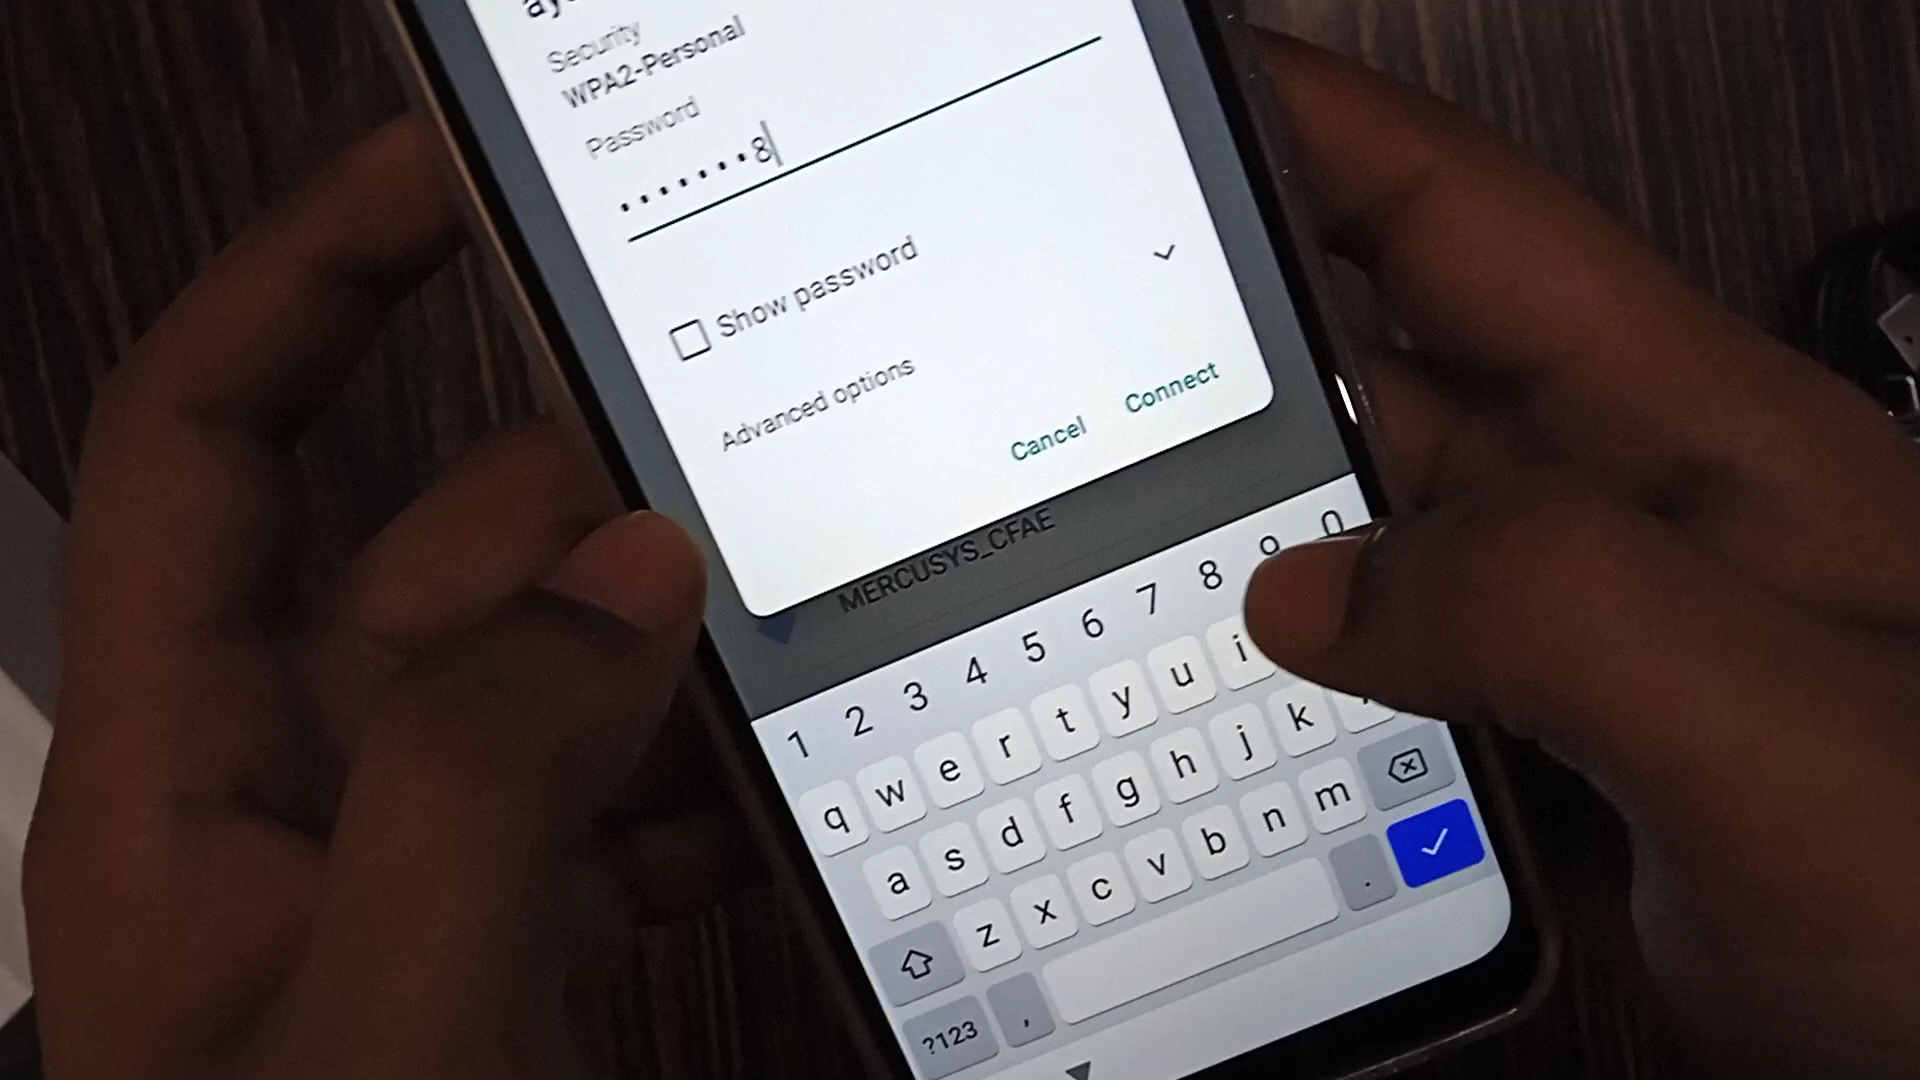 Security
WPA2-Personal
Password
•••••••8
Show password
Advanced options
Cancel Connect
MERCUSYS_CFAE
1 2 3 4 5 6 7 8 9 0
q w e r t y u i
a s d f g h j k
z x c v b n m
?123 , .